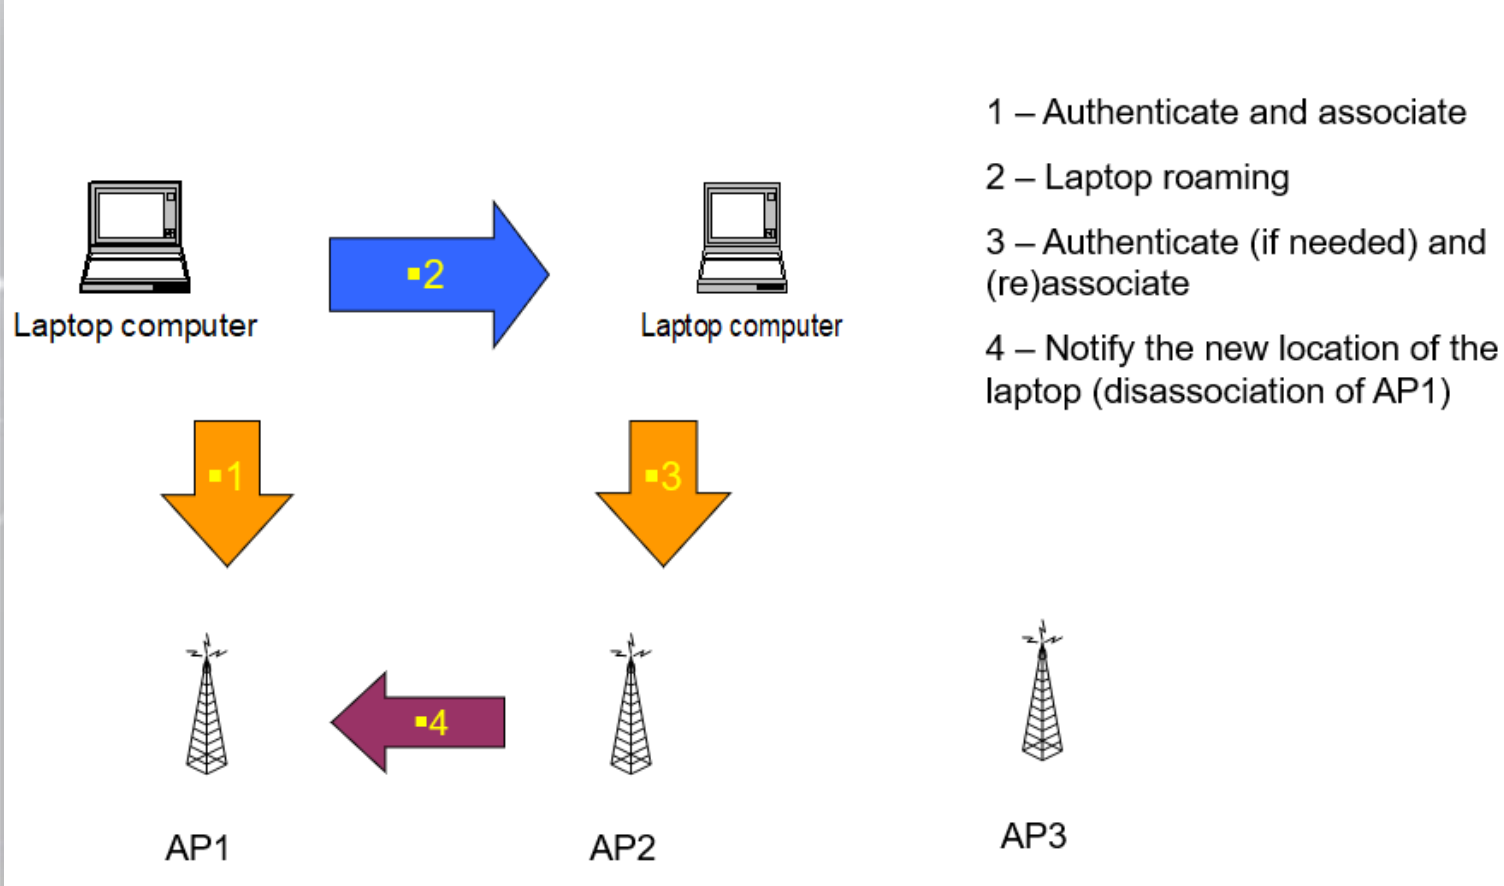 1 – Authenticate and associate
2 – Laptop roaming
3 – Authenticate (if needed) and
(re)associate
4 – Notify the new location of the
laptop (disassociation of AP1)
▪2
Laptop computer
Laptop computer
▪1
▪3
▪4
AP1
AP2
AP3